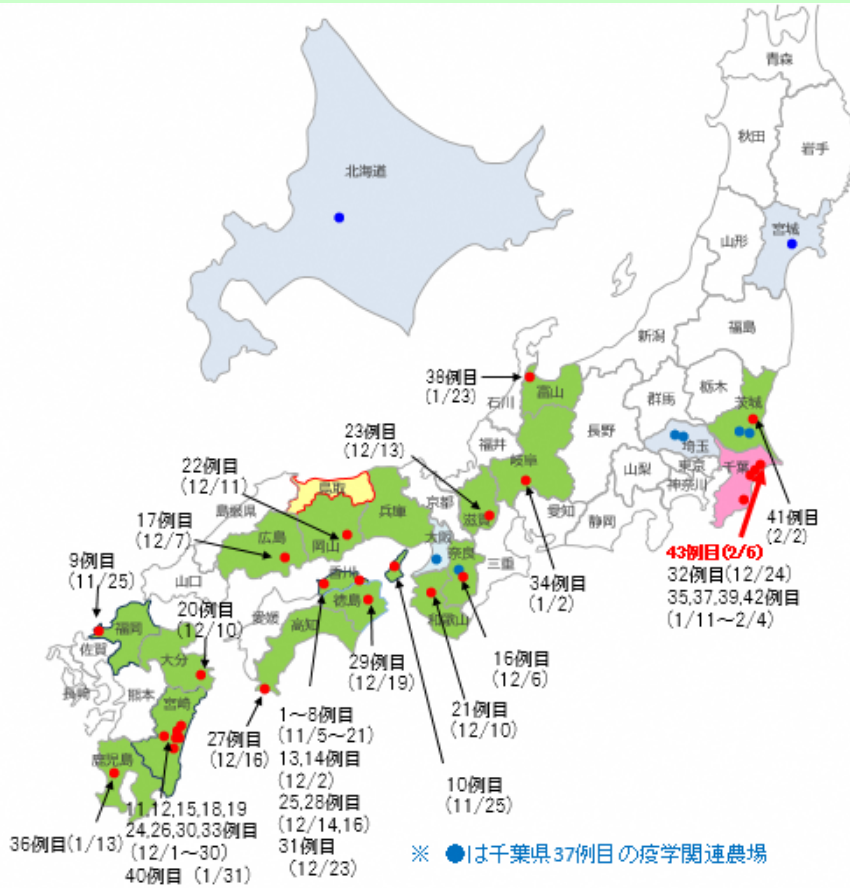 青森
秋田
岩手
北海道
宮城
山形
新潟
福島
38例目
(1/23)
石川
富山
群馬
栃木
茨城
23例目
(12/13)
福井
長野
埼玉
22例目
(12/11)
岐阜
山梨
東京
千葉
神奈川
鳥取
兵庫
京都
滋賀
愛知
静岡
41例目
(2/2)
17例目
(12/7)
島根県
広島
岡山
大阪
奈良
三重
43例目(2/6)
32例目(12/24)
35,37,39,42例目
(1/11～2/4)
9例目
(11/25)
山口
香川
34例目
(1/2)
20例目
(12/10)
愛媛
徳島
高知
和歌山
福岡
佐賀
大分
長崎
熊本
29例目
(12/19)
16例目
(12/6)
宮崎
27例目
(12/16)
1～8例目
(11/5～21)
13,14例目
(12/2)
25,28例目
(12/14,16)
31例目
(12/23)
21例目
(12/10)
10例目
(11/25)
鹿児島
36例目(1/13)
11,12,15,18,19
24,26,30,33例目
(12/1～30)
40例目 (1/31)
※ ●は千葉県37例目の疫学関連農場